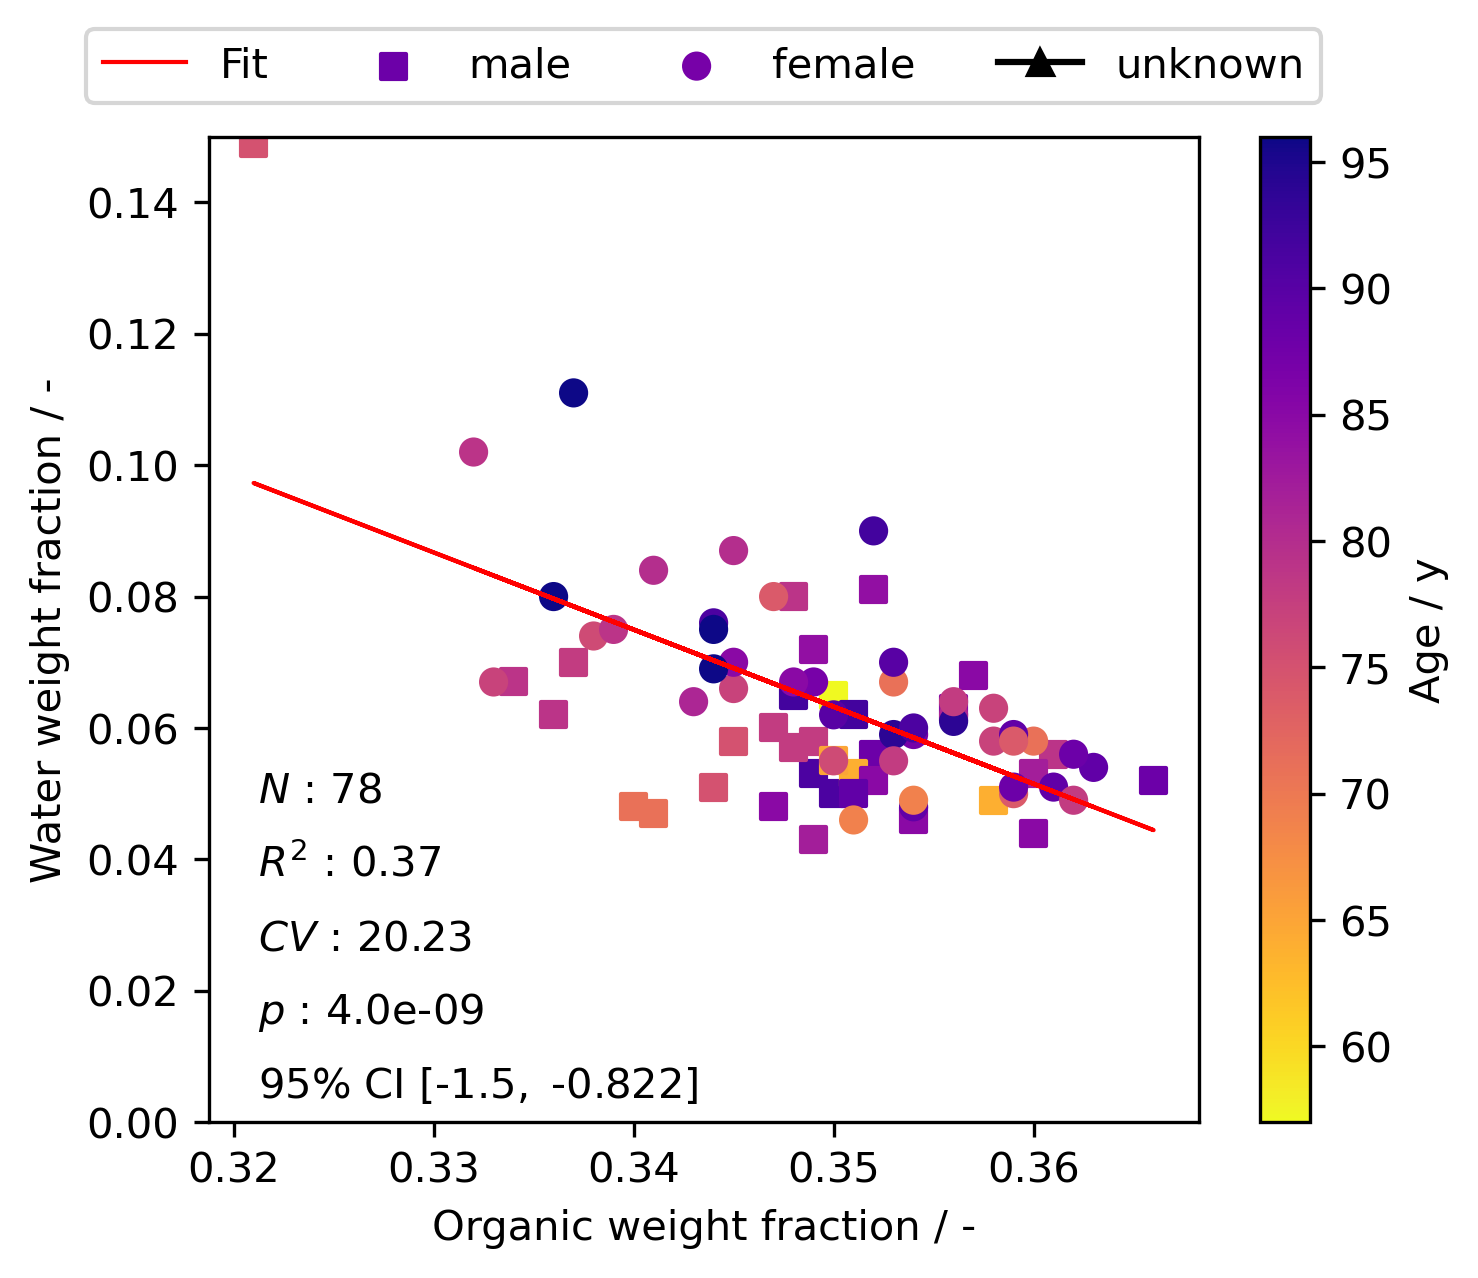 Fit male female unknown
0.14
0.12
0.10
0.08
0.06
0.04
0.02
0.00
Water weight fraction / -
N : 78
R² : 0.37
CV : 20.23
p : 4.0e-09
95% CI [-1.5, -0.822]
0.32 0.33 0.34 0.35 0.36
Organic weight fraction / -
95
90
85
80
75
70
65
60
Age / y